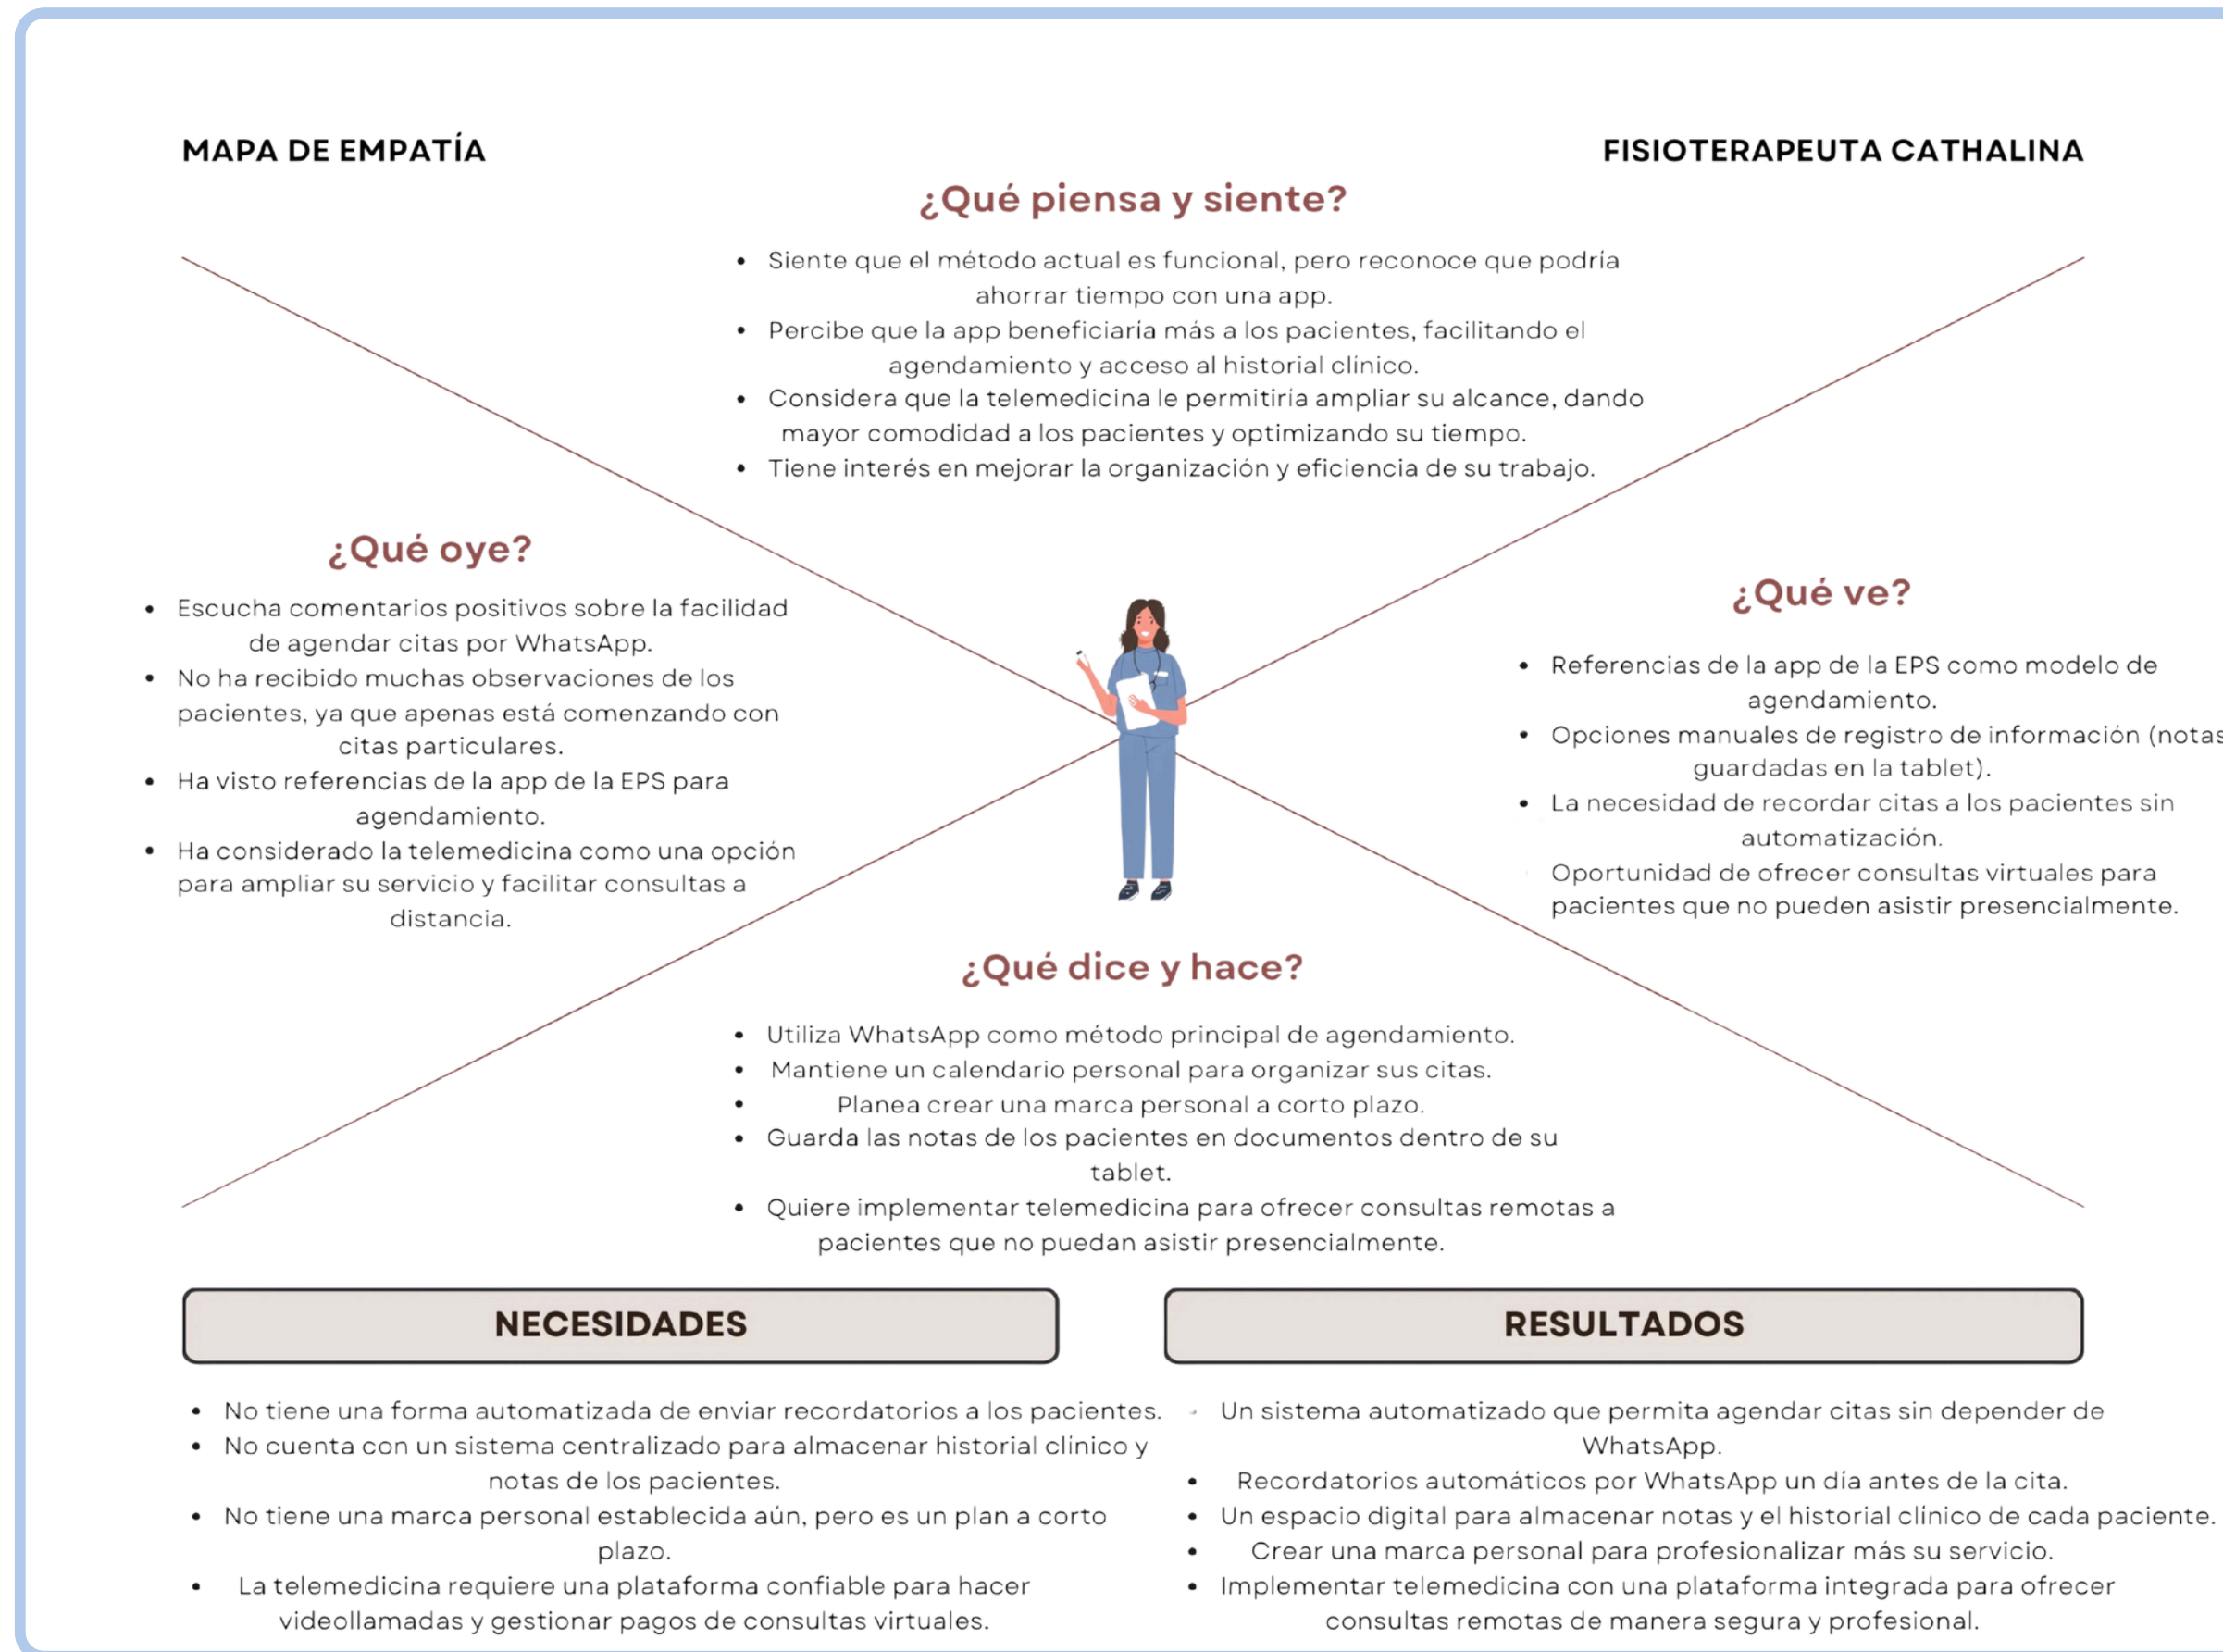 MAPA DE EMPATÍA
FISIOTERAPEUTA CATHALINA
¿Qué piensa y siente?
• Siente que el método actual es funcional, pero reconoce que podría
ahorrar tiempo con una app.
• Percibe que la app beneficiaría más a los pacientes, facilitando el
agendamiento y acceso al historial clínico.
• Considera que la telemedicina le permitiría ampliar su alcance, dando
mayor comodidad a los pacientes y optimizando su tiempo.
• Tiene interés en mejorar la organización y eficiencia de su trabajo.
¿Qué oye?
• Escucha comentarios positivos sobre la facilidad
de agendar citas por WhatsApp.
• No ha recibido muchas observaciones de los
pacientes, ya que apenas está comenzando con
citas particulares.
• Ha visto referencias de la app de la EPS para
agendamiento.
• Ha considerado la telemedicina como una opción
para ampliar su servicio y facilitar consultas a
distancia.
¿Qué ve?
• Referencias de la app de la EPS como modelo de
agendamiento.
• Opciones manuales de registro de información (notas
guardadas en la tablet).
• La necesidad de recordar citas a los pacientes sin
automatización.
Oportunidad de ofrecer consultas virtuales para
pacientes que no pueden asistir presencialmente.
¿Qué dice y hace?
• Utiliza WhatsApp como método principal de agendamiento.
• Mantiene un calendario personal para organizar sus citas.
• Planea crear una marca personal a corto plazo.
• Guarda las notas de los pacientes en documentos dentro de su
tablet.
• Quiere implementar telemedicina para ofrecer consultas remotas a
pacientes que no puedan asistir presencialmente.
NECESIDADES
• No tiene una forma automatizada de enviar recordatorios a los pacientes.
• No cuenta con un sistema centralizado para almacenar historial clínico y
notas de los pacientes.
• No tiene una marca personal establecida aún, pero es un plan a corto
plazo.
• La telemedicina requiere una plataforma confiable para hacer
videollamadas y gestionar pagos de consultas virtuales.
RESULTADOS
• Un sistema automatizado que permita agendar citas sin depender de
WhatsApp.
• Recordatorios automáticos por WhatsApp un día antes de la cita.
• Un espacio digital para almacenar notas y el historial clínico de cada paciente.
• Crear una marca personal para profesionalizar más su servicio.
• Implementar telemedicina con una plataforma integrada para ofrecer
consultas remotas de manera segura y profesional.